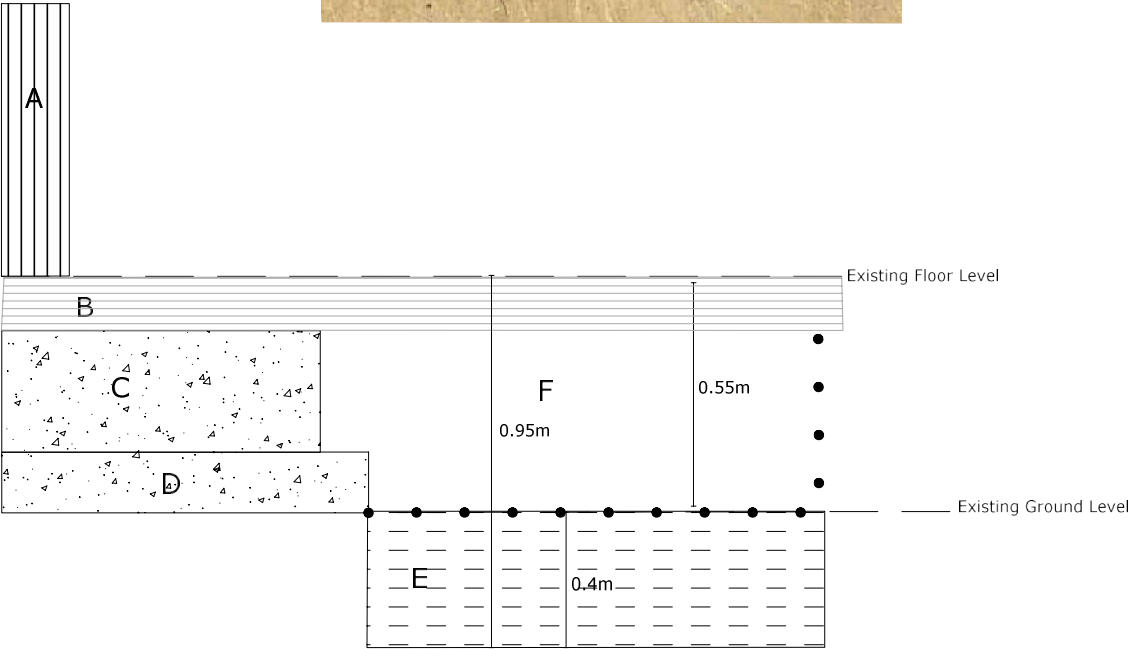 A
Existing Floor Level
B
C
F
0.55m
0.95m
D
Existing Ground Level
E
0.4m